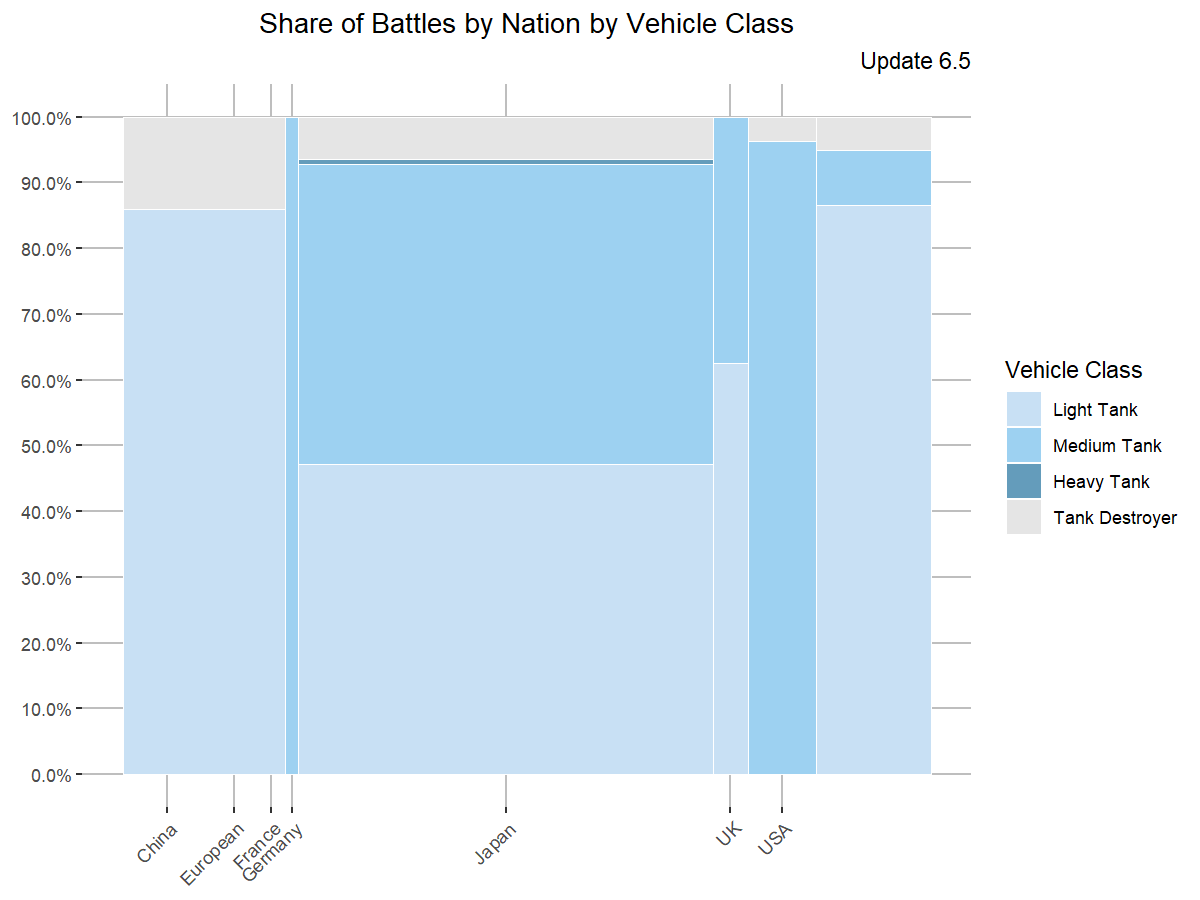 Share of Battles by Nation by Vehicle Class
Update 6.5
100.0%
90.0%
80.0%
70.0%
60.0%
50.0%
40.0%
30.0%
20.0%
10.0%
0.0%
China
European
France
Germany
Japan
UK
USA
Vehicle Class
Light Tank
Medium Tank
Heavy Tank
Tank Destroyer